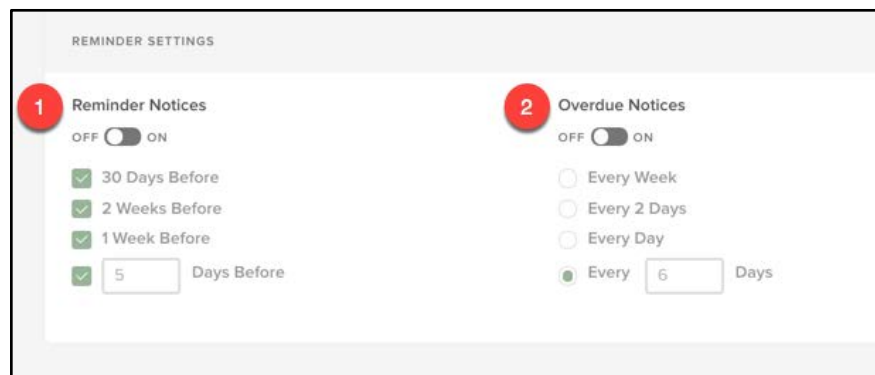 REMINDER SETTINGS
1 Reminder Notices
OFF ON
30 Days Before
2 Weeks Before
1 Week Before
5 Days Before
2 Overdue Notices
OFF ON
Every Week
Every 2 Days
Every Day
Every 6 Days